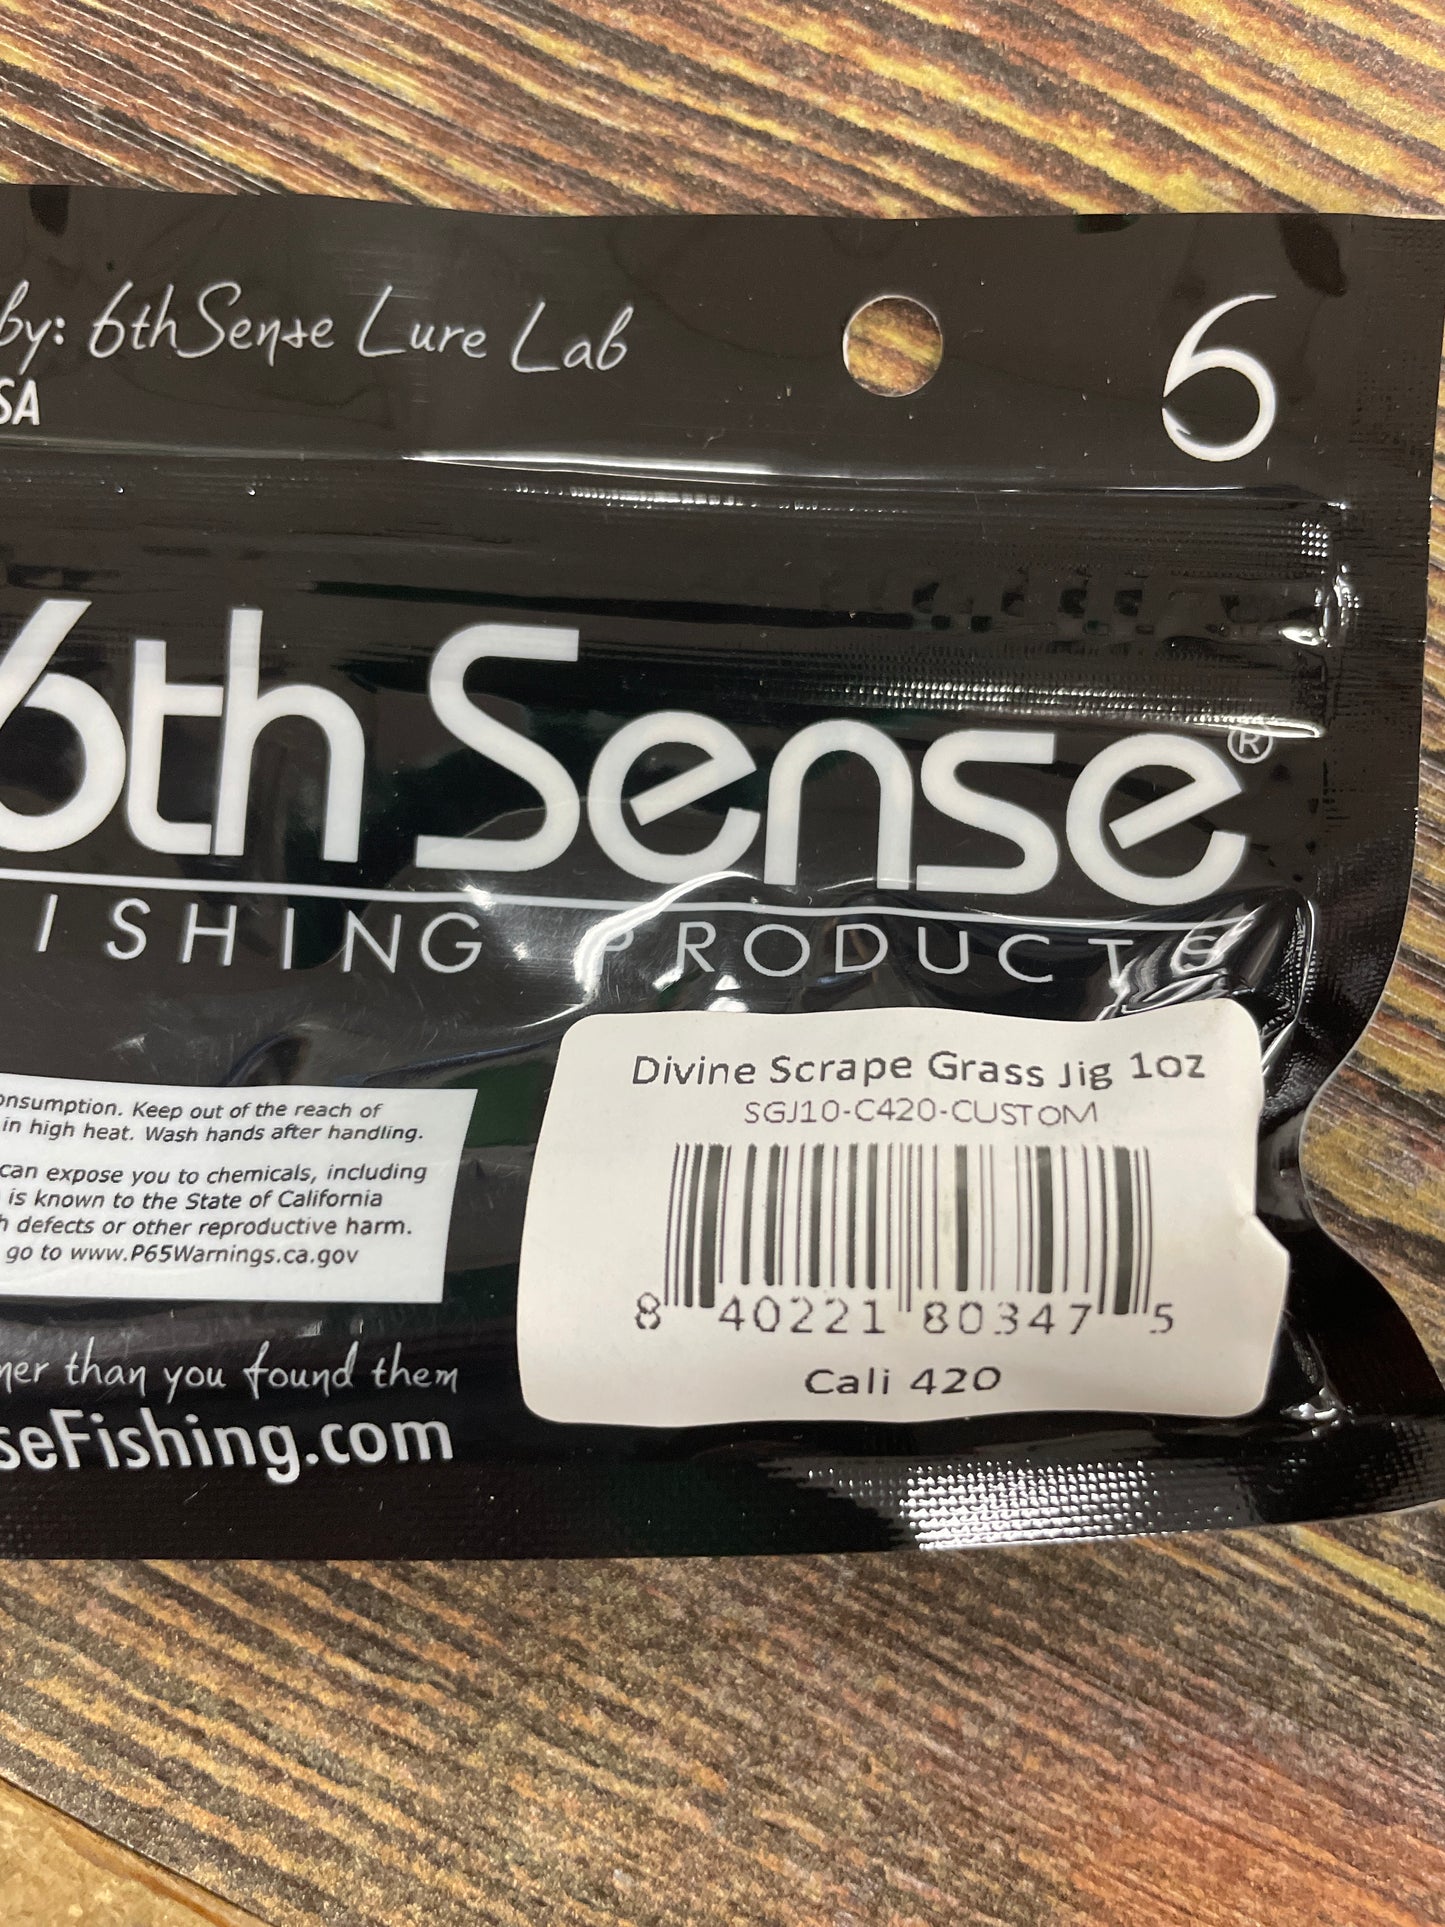 by: 6thSense Lure Lab
SA
6
6th Sense®
ISHING PRODUCTS
onsumption. Keep out of the reach of
in high heat. Wash hands after handling.
can expose you to chemicals, including
is known to the State of California
h defects or other reproductive harm.
go to www.P65Warnings.ca.gov
ner than you found them
seFishing.com
Divine Scrape Grass Jig 1oz
SGJ10-C420-CUSTOM
8 40221 80347 5
Cali 420